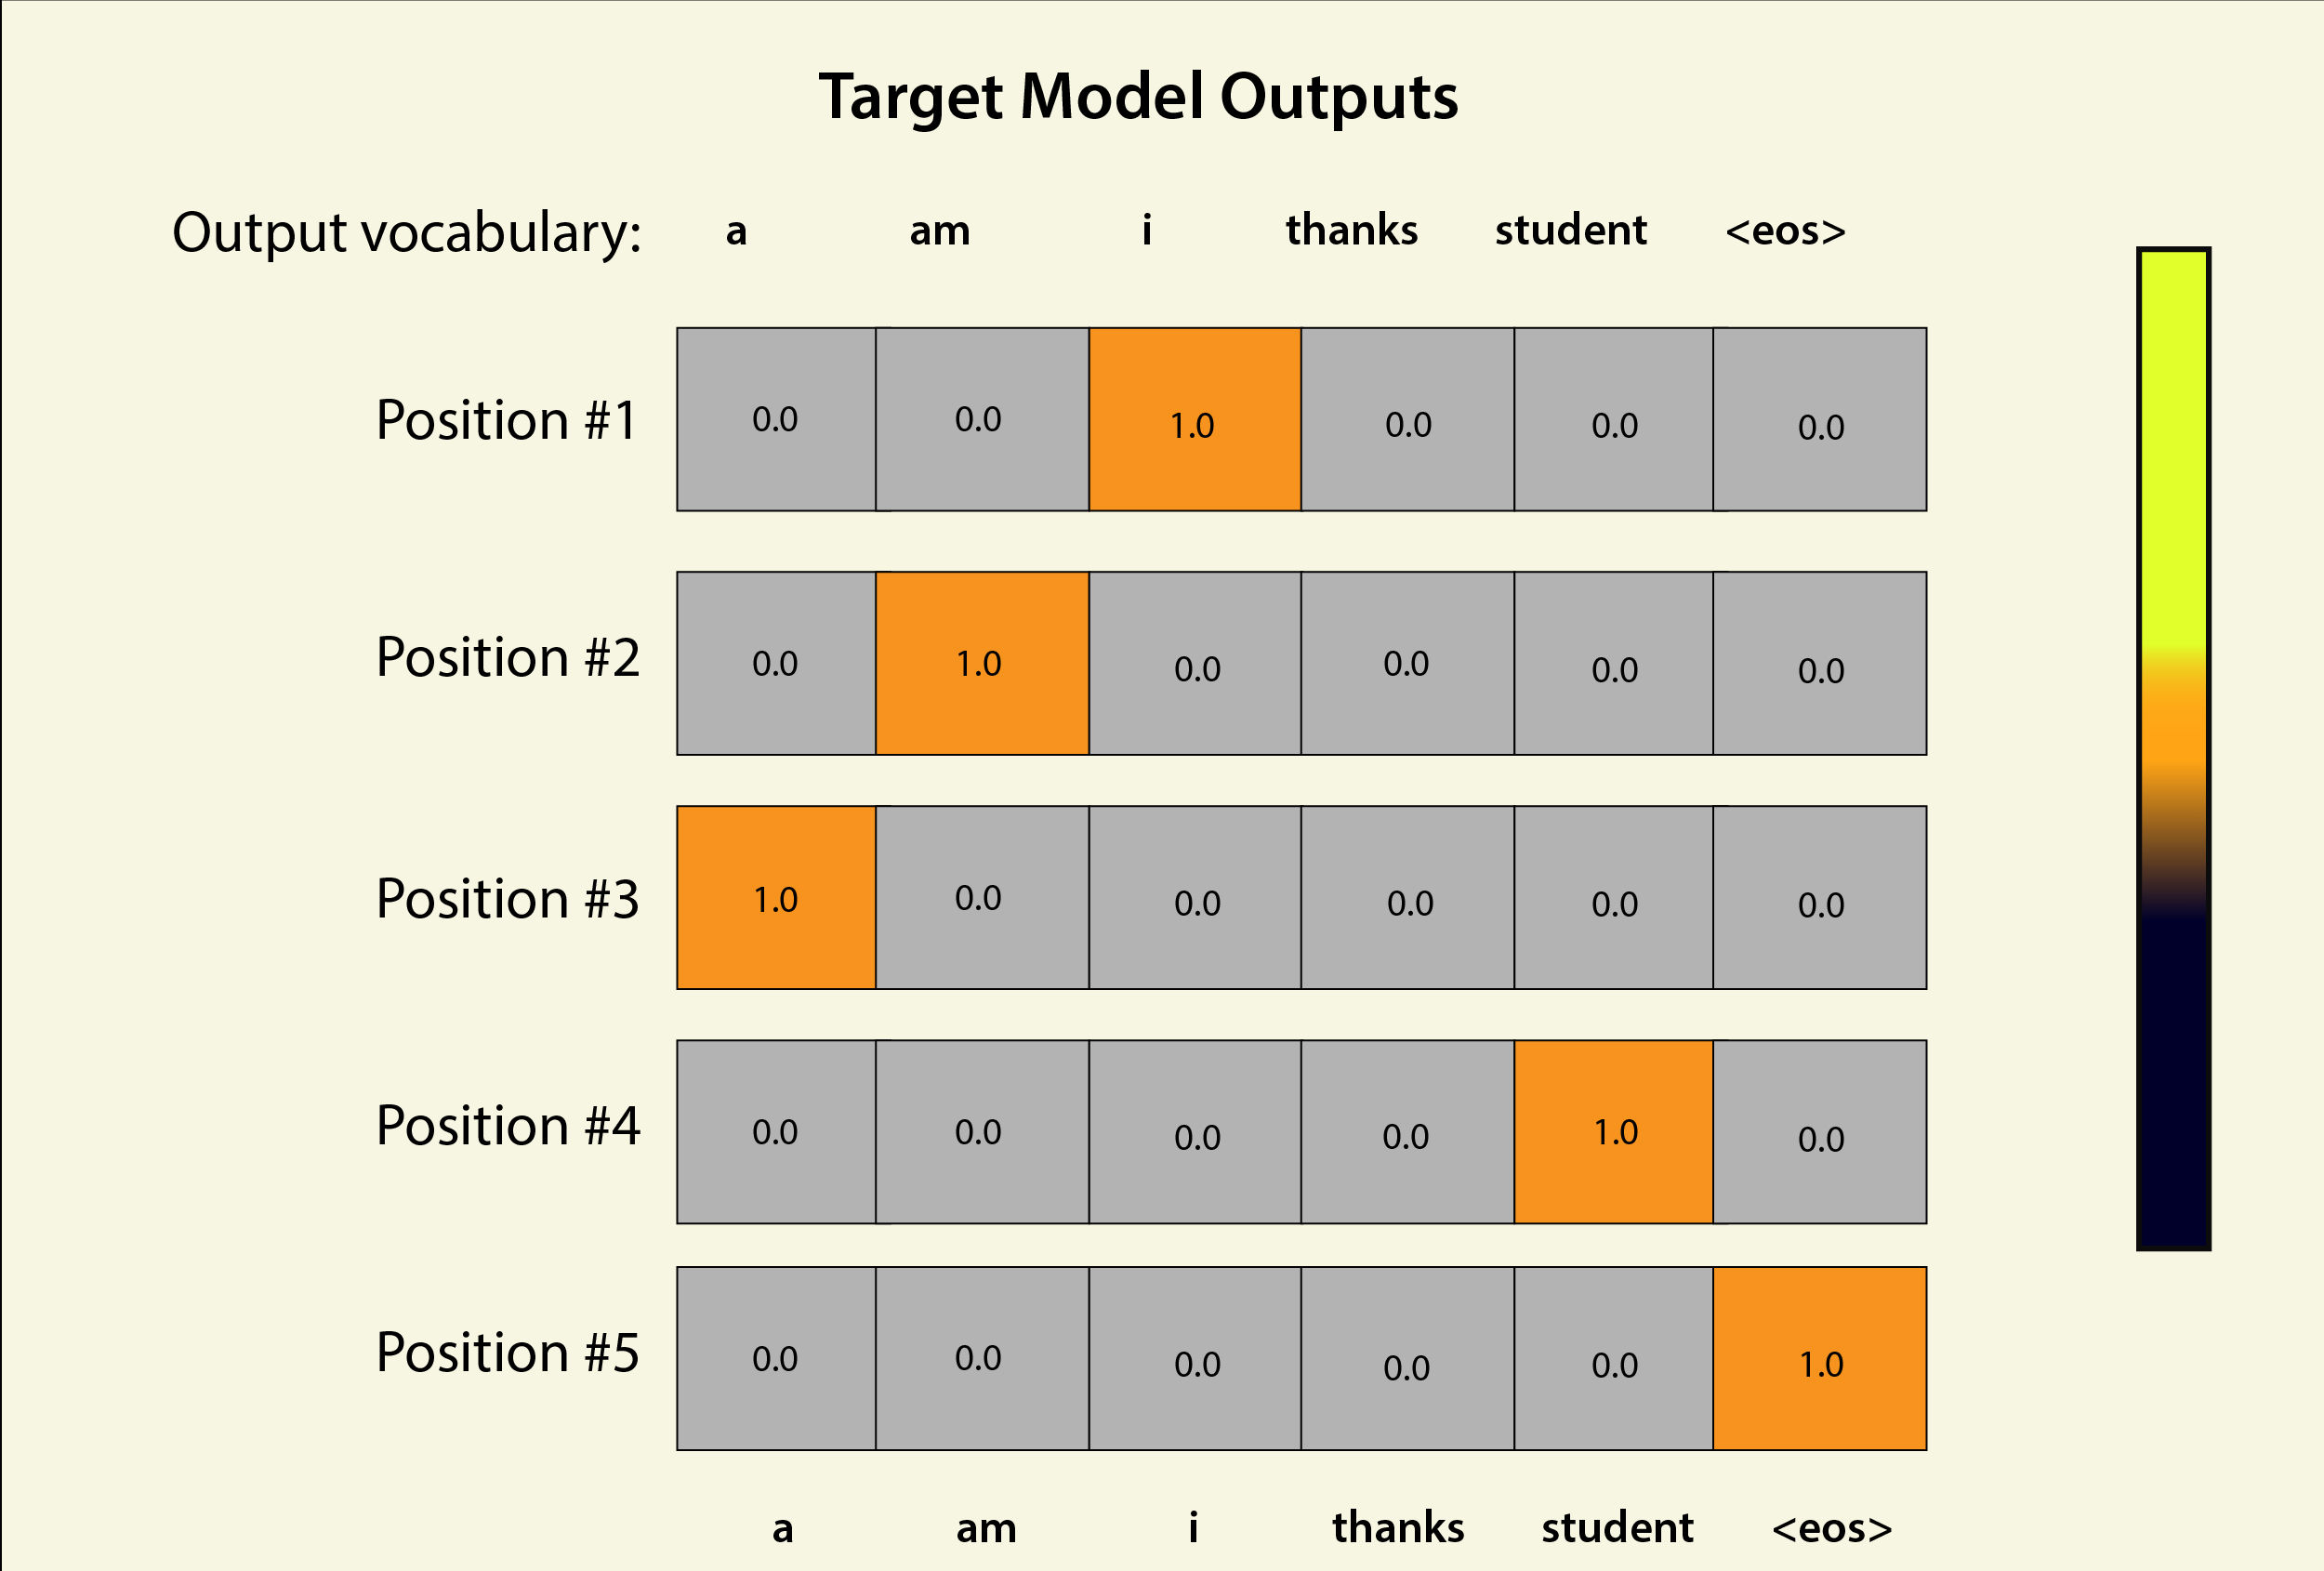 Target Model Outputs
Output vocabulary: a am i thanks student <eos>
Position #1 0.0 0.0 1.0 0.0 0.0 0.0
Position #2 0.0 1.0 0.0 0.0 0.0 0.0
Position #3 1.0 0.0 0.0 0.0 0.0 0.0
Position #4 0.0 0.0 0.0 0.0 1.0 0.0
Position #5 0.0 0.0 0.0 0.0 0.0 1.0
a am i thanks student <eos>